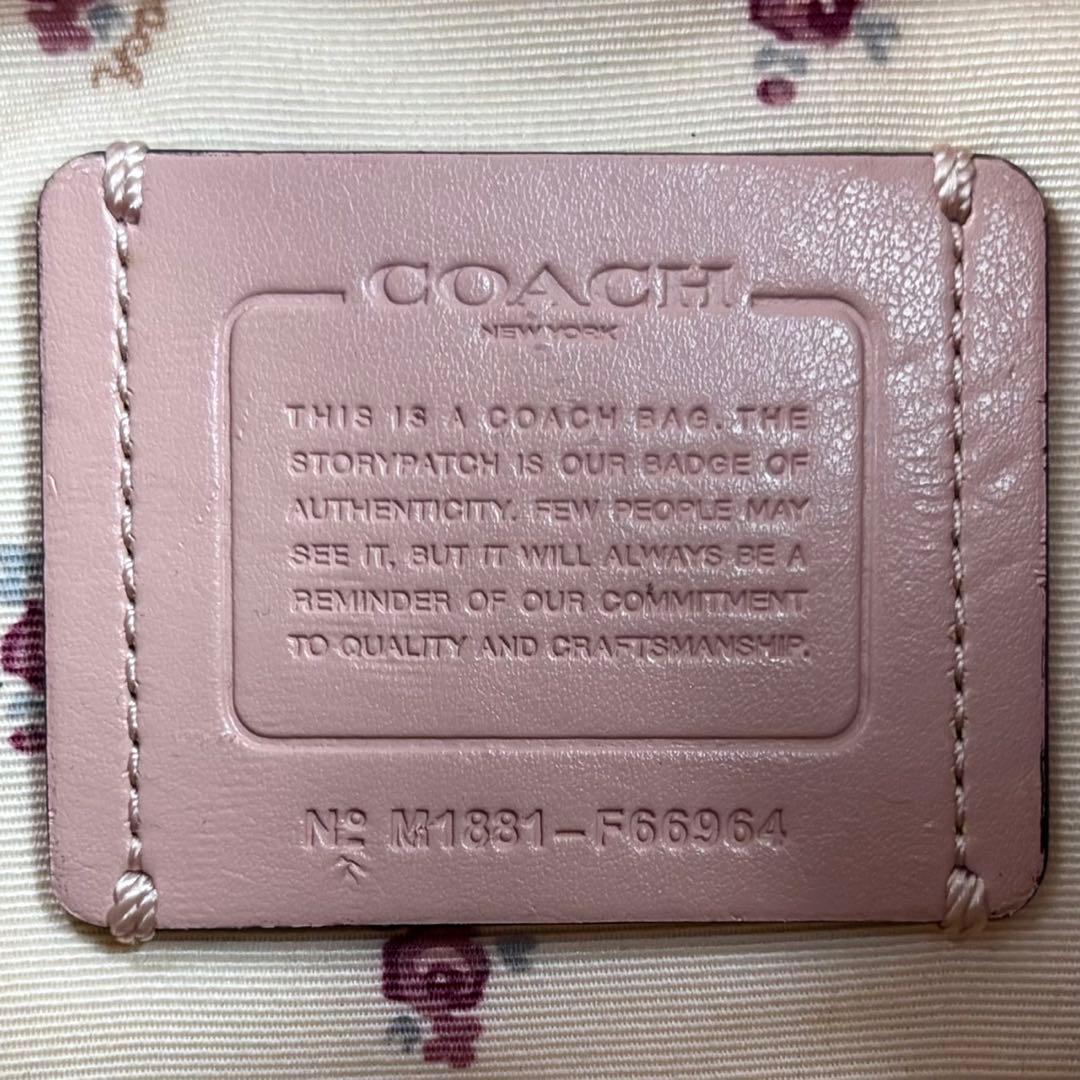 COACH
NEW YORK
THIS IS A COACH BAG. THE
STORYPATCH IS OUR BADGE OF
AUTHENTICITY. FEW PEOPLE MAY
SEE IT, BUT IT WILL ALWAYS BE A
REMINDER OF OUR COMMITMENT
TO QUALITY AND CRAFTSMANSHIP.
Nº M1881-F66964